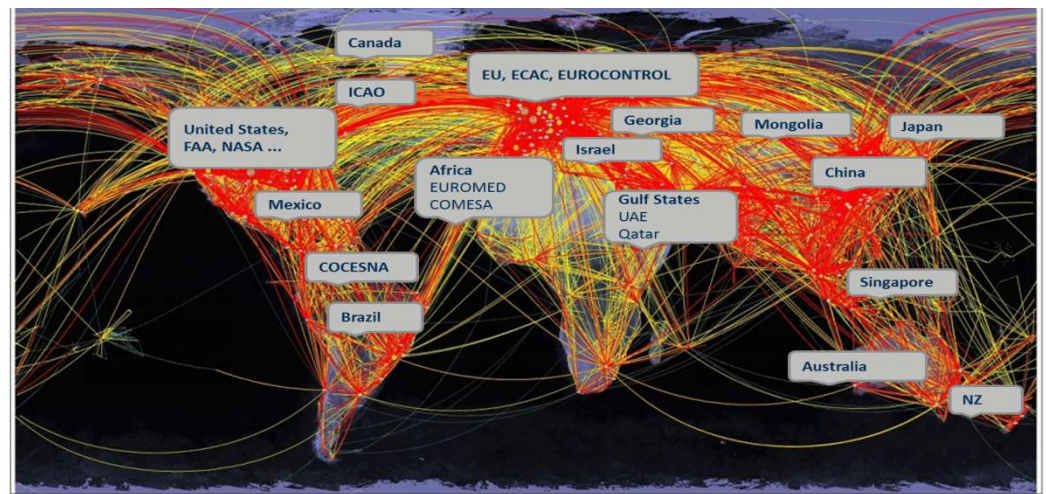 Canada
EU, ECAC, EUROCONTROL
ICAO
United States,
FAA, NASA ...
Georgia
Mongolia
Japan
Israel
Africa
EUROMED
COMESA
China
Mexico
Gulf States
UAE
Qatar
COCESNA
Singapore
Brazil
Australia
NZ